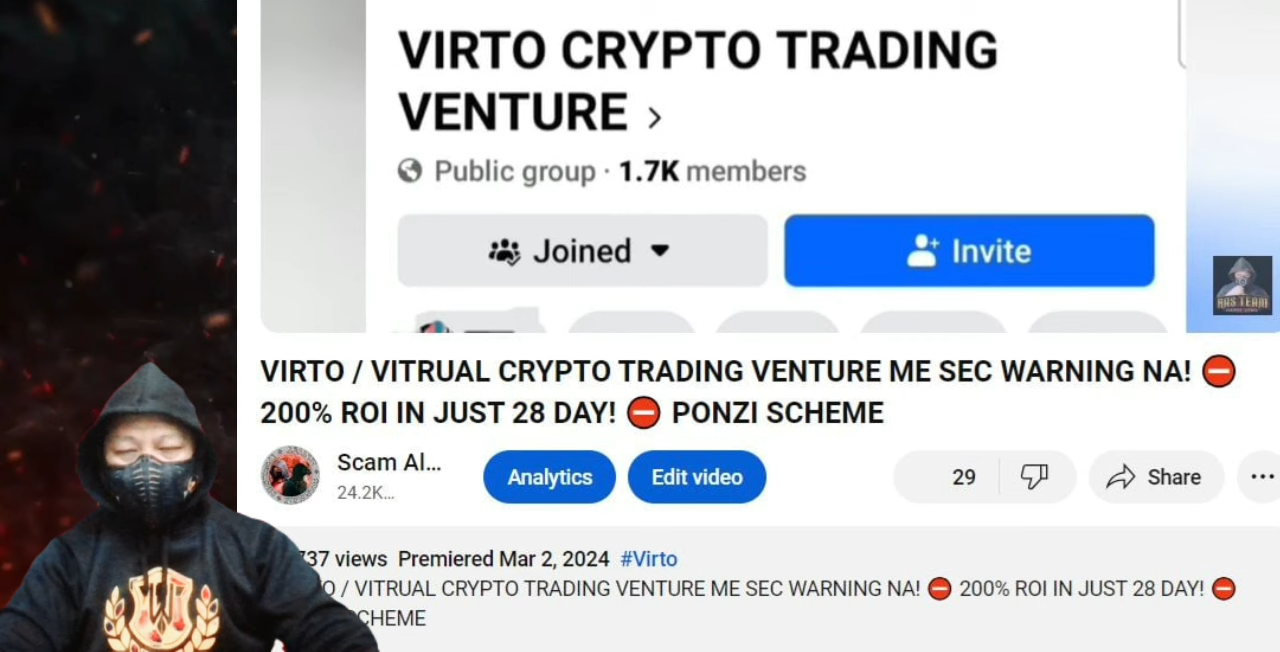 VIRTO CRYPTO TRADING
VENTURE >
Public group · 1.7K members
Joined
Invite
VIRTO / VITRUAL CRYPTO TRADING VENTURE ME SEC WARNING NA! ⛔
200% ROI IN JUST 28 DAY! ⛔ PONZI SCHEME
Scam Al...
24.2K...
Analytics
Edit video
29
Share
...
737 views Premiered Mar 2, 2024 #Virto
/ VITRUAL CRYPTO TRADING VENTURE ME SEC WARNING NA! ⛔ 200% ROI IN JUST 28 DAY! ⛔
SCHEME